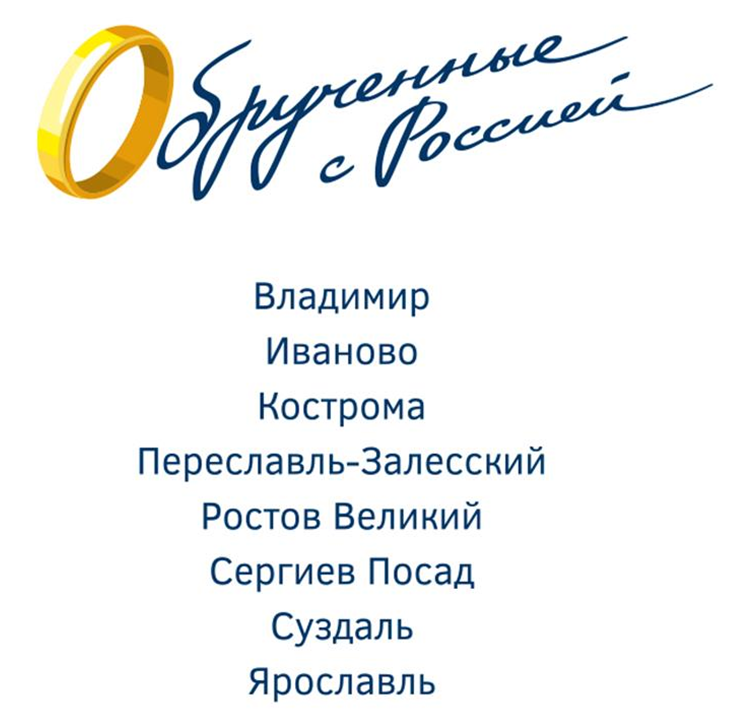 Обрученные
с Россией
Владимир
Иваново
Кострома
Переславль-Залесский
Ростов Великий
Сергиев Посад
Суздаль
Ярославль